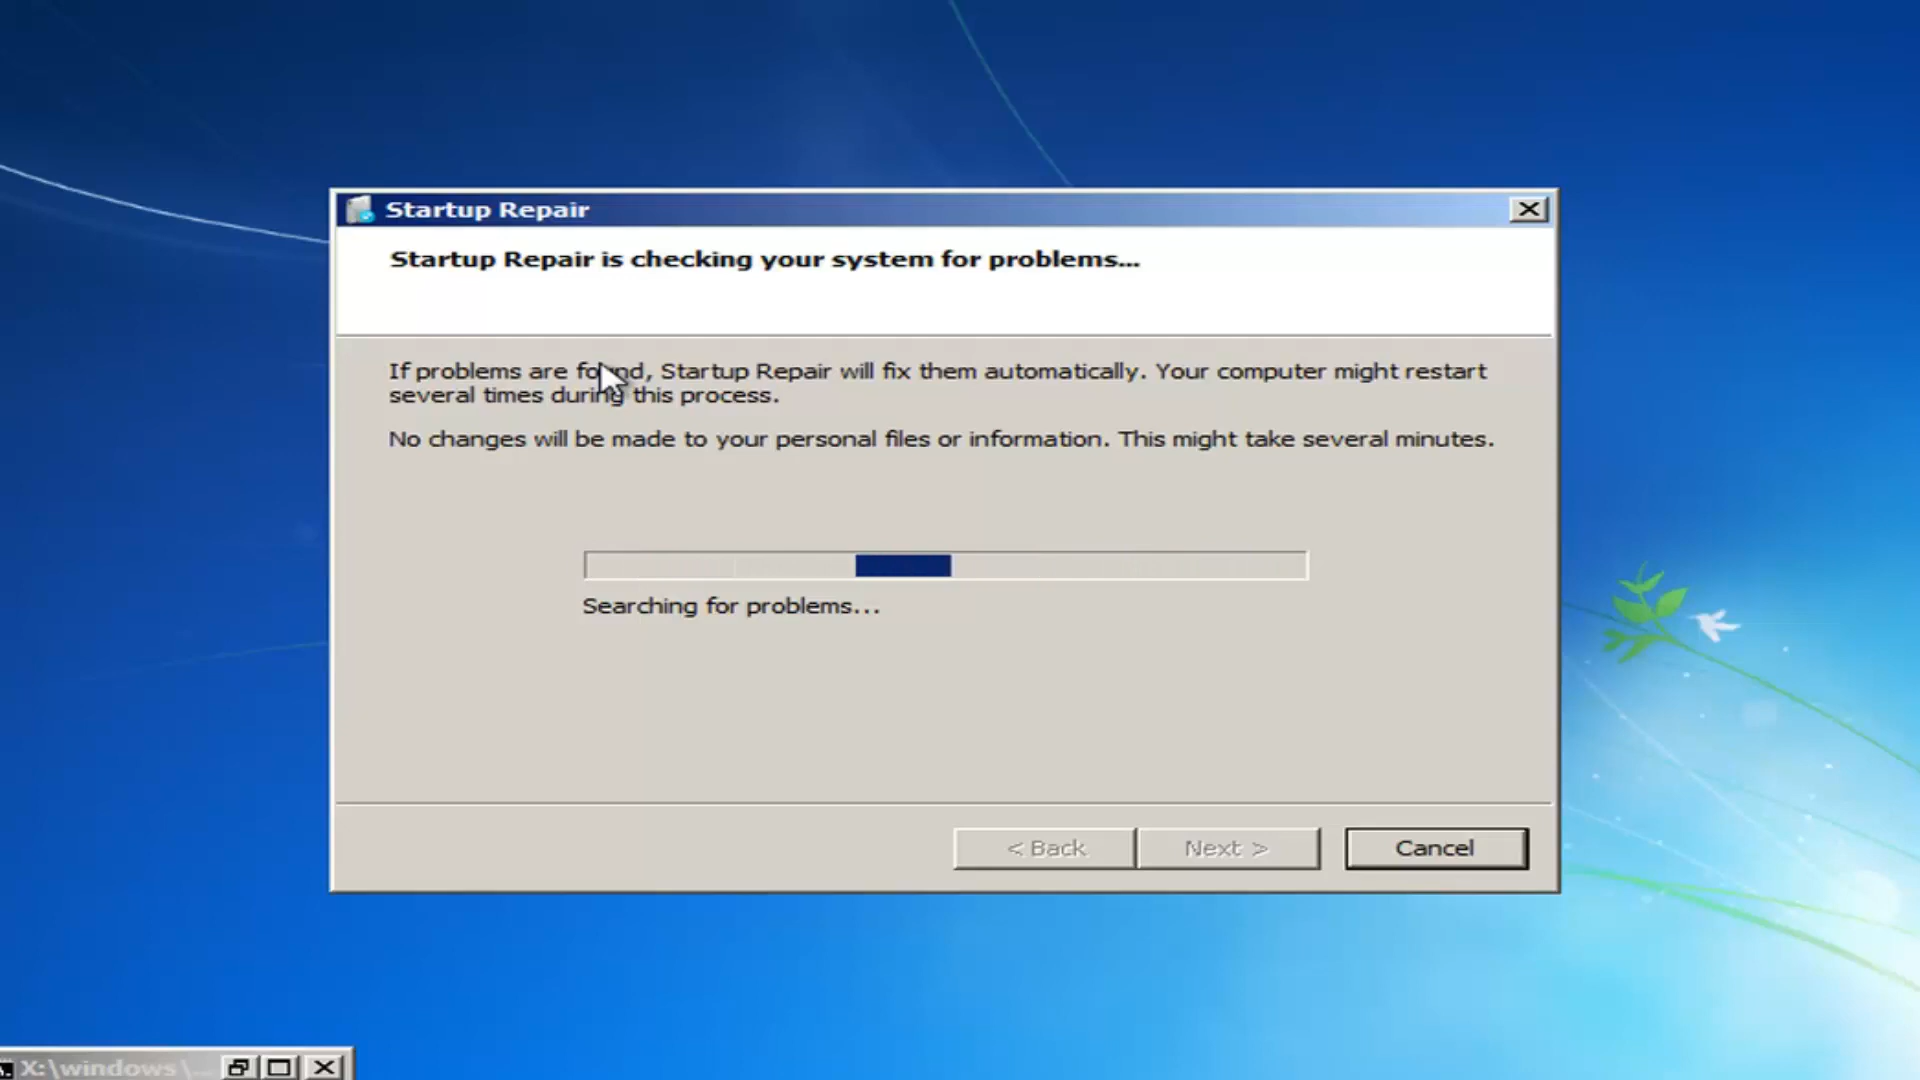 Startup Repair
Startup Repair is checking your system for problems...
If problems are found, Startup Repair will fix them automatically. Your computer might restart
several times during this process.
No changes will be made to your personal files or information. This might take several minutes.
Searching for problems...
< Back
Next >
Cancel
X:\windows\...